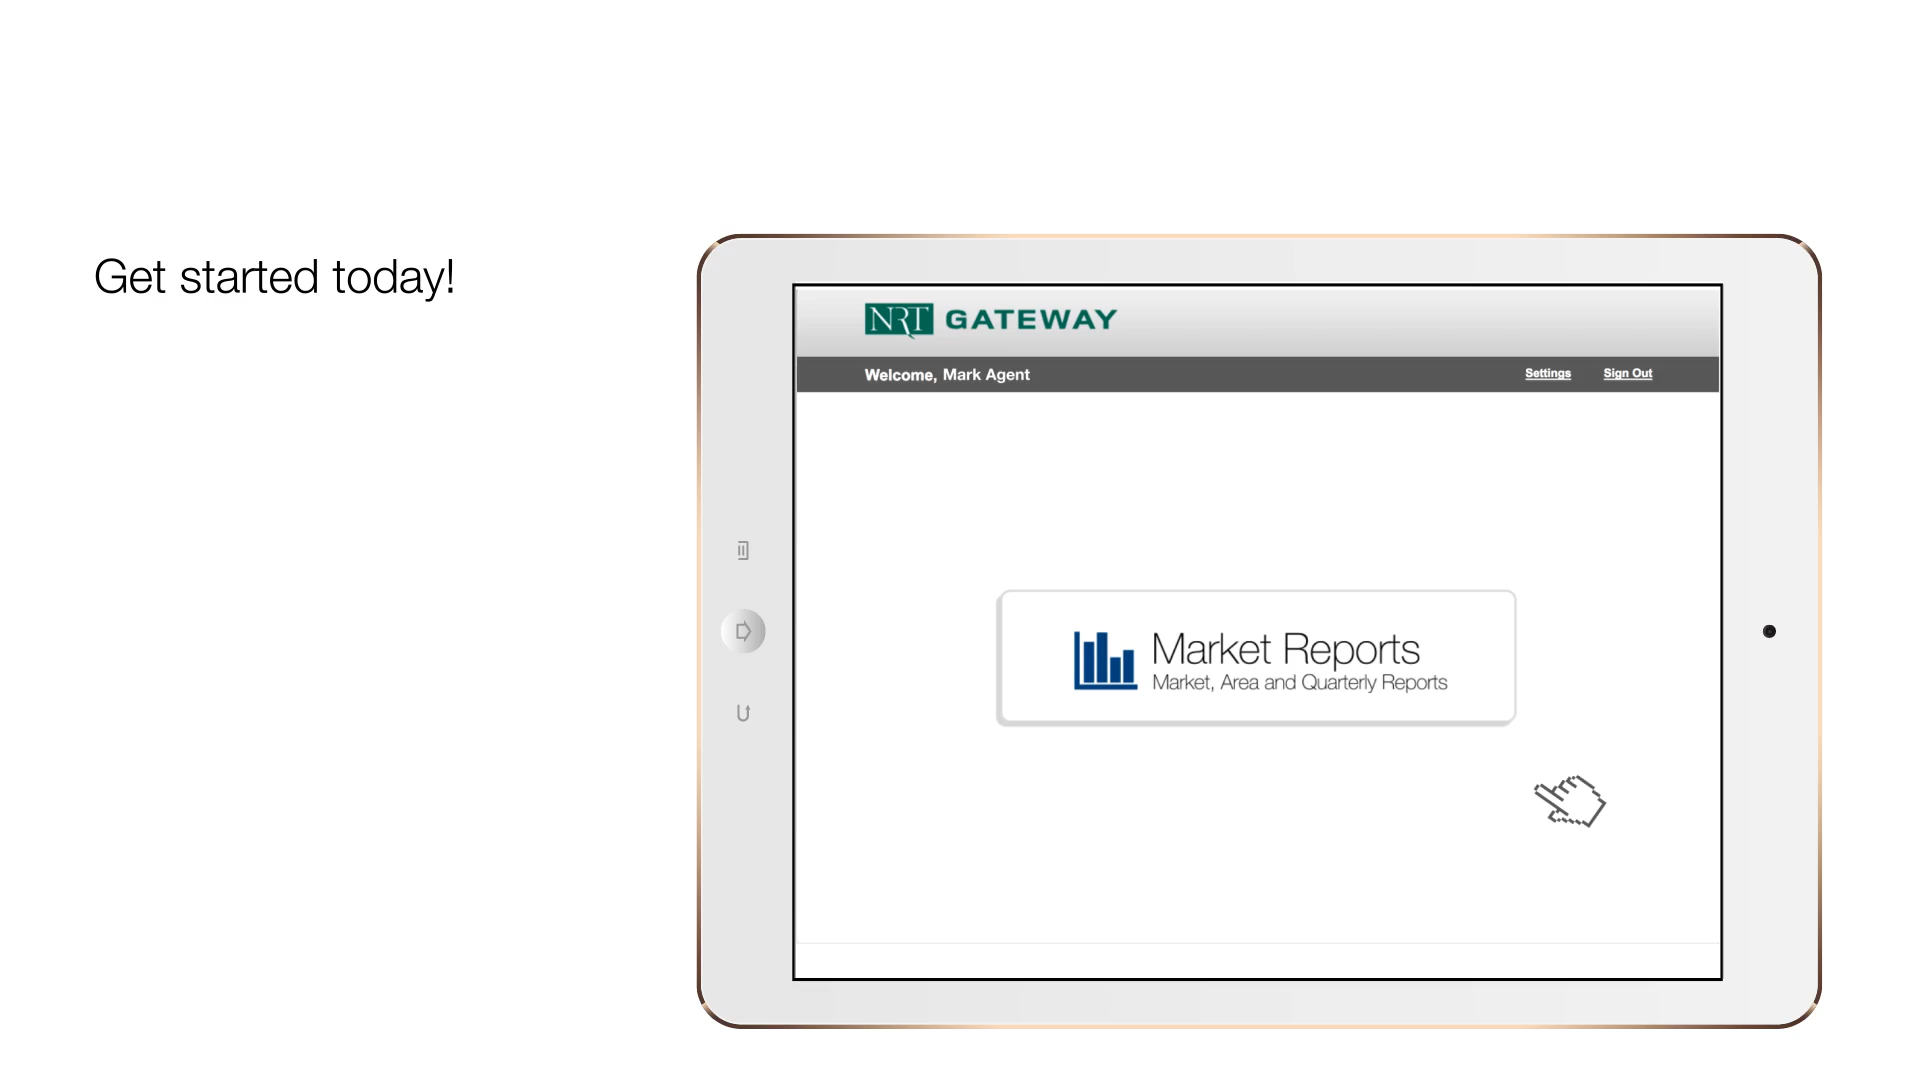 Get started today!
NRT GATEWAY
Welcome, Mark Agent
Settings
Sign Out
Market Reports
Market, Area and Quarterly Reports